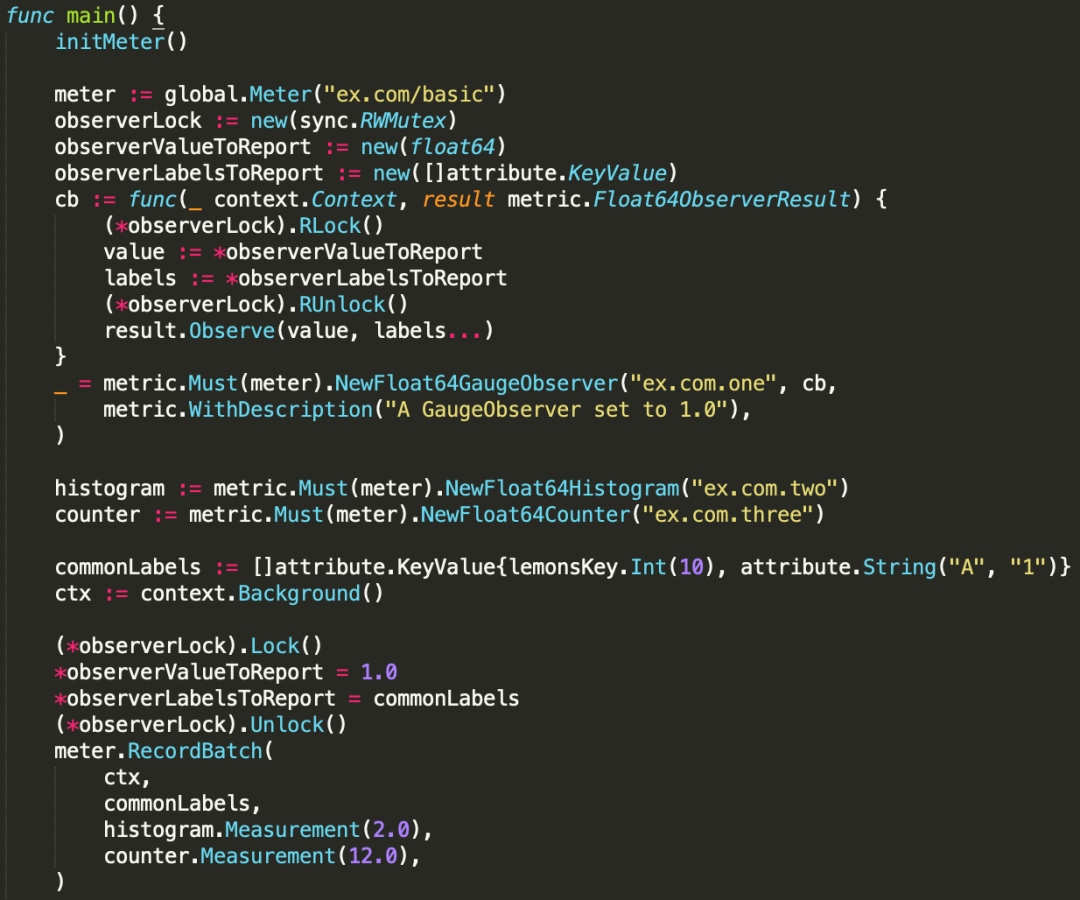 func main() {
    initMeter()

    meter := global.Meter("ex.com/basic")
    observerLock := new(sync.RWMutex)
    observerValueToReport := new(float64)
    observerLabelsToReport := new([]attribute.KeyValue)
    cb := func(_ context.Context, result metric.Float64ObserverResult) {
        (*observerLock).RLock()
        value := *observerValueToReport
        labels := *observerLabelsToReport
        (*observerLock).RUnlock()
        result.Observe(value, labels...)
    }
    _ = metric.Must(meter).NewFloat64GaugeObserver("ex.com.one", cb,
        metric.WithDescription("A GaugeObserver set to 1.0"),
    )

    histogram := metric.Must(meter).NewFloat64Histogram("ex.com.two")
    counter := metric.Must(meter).NewFloat64Counter("ex.com.three")

    commonLabels := []attribute.KeyValue{lemonsKey.Int(10), attribute.String("A", "1")}
    ctx := context.Background()

    (*observerLock).Lock()
    *observerValueToReport = 1.0
    *observerLabelsToReport = commonLabels
    (*observerLock).Unlock()
    meter.RecordBatch(
        ctx,
        commonLabels,
        histogram.Measurement(2.0),
        counter.Measurement(12.0),
    )